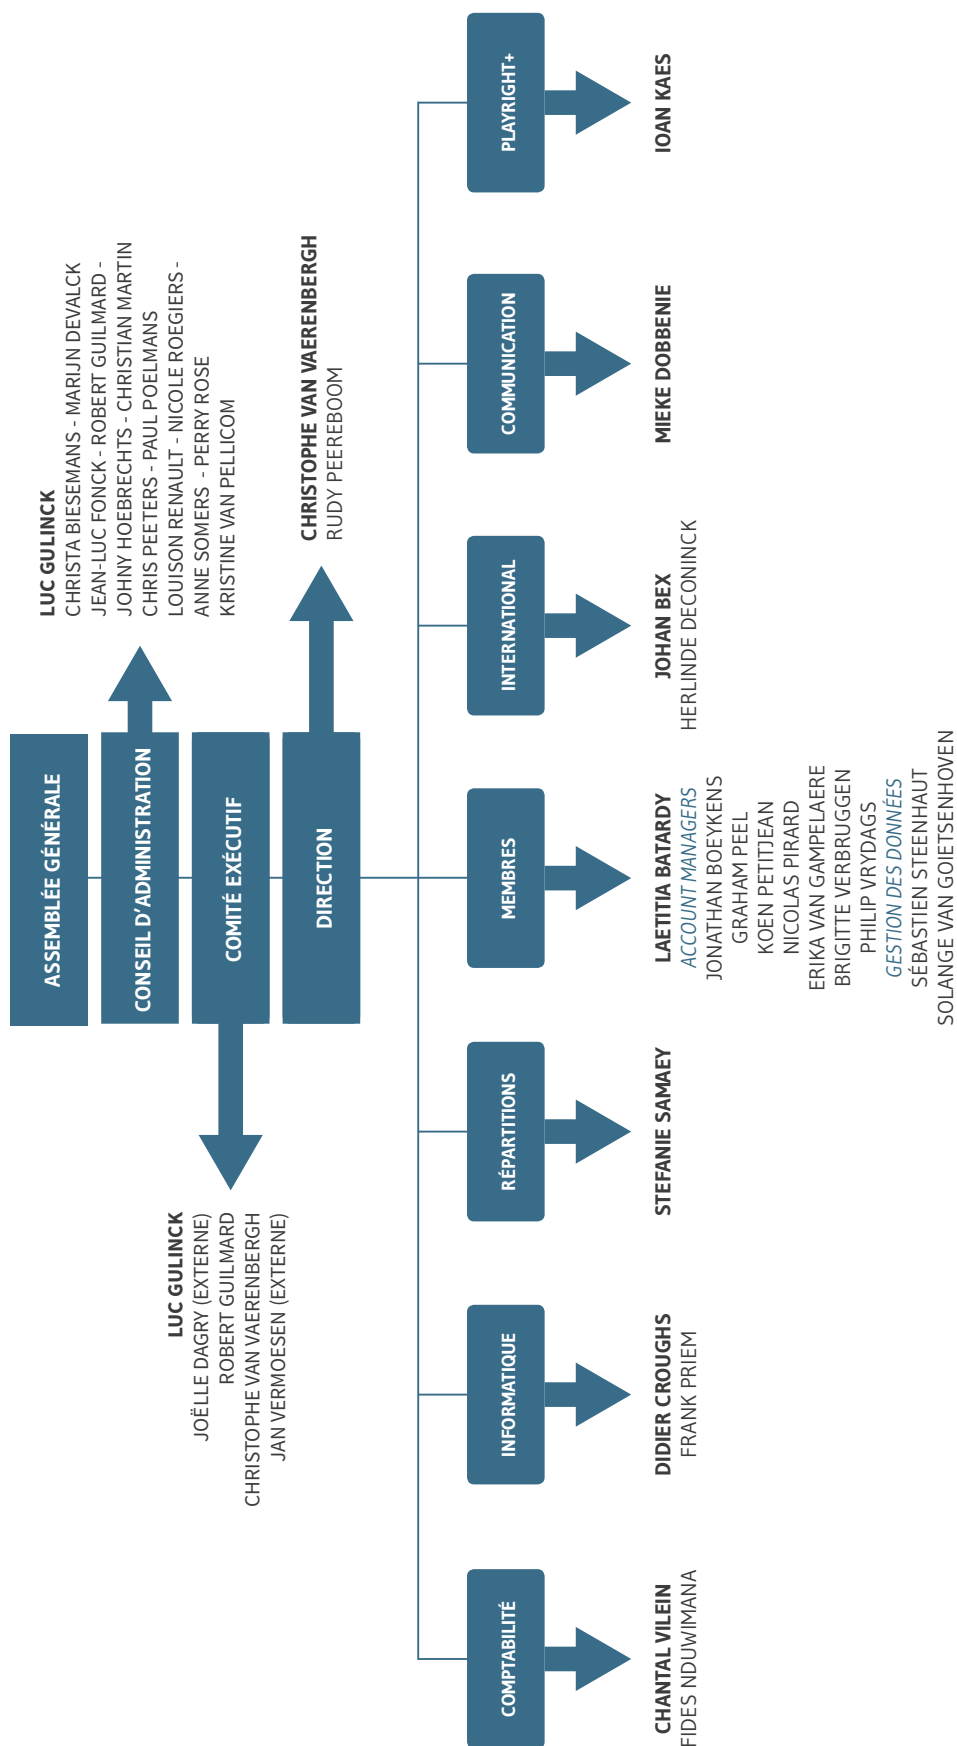 ASSEMBLÉE GÉNÉRALE
CONSEIL D'ADMINISTRATION
LUC GULINCK
CHRISTA BIESEMANS - MARIJN DEVALCK
JEAN-LUC FONCK - ROBERT GUILMARD -
JOHNY HOEBRECHTS - CHRISTIAN MARTIN
CHRIS PEETERS - PAUL POELMANS
LOUISON RENAULT - NICOLE ROEGIERS -
ANNE SOMERS - PERRY ROSE
KRISTINE VAN PELLICOM
COMITÉ EXÉCUTIF
LUC GULINCK
JOËLLE DAGRY (EXTERNE)
ROBERT GUILMARD
CHRISTOPHE VAN VAERENBERGH
JAN VERMOESEN (EXTERNE)
DIRECTION
CHRISTOPHE VAN VAERENBERGH
RUDY PEEREBOOM
COMPTABILITÉ
CHANTAL VILEIN
FIDES NDUWIMANA
INFORMATIQUE
DIDIER CROUGHS
FRANK PRIEM
RÉPARTITIONS
STEFANIE SAMAEY
MEMBRES
LAETITIA BATARDY
ACCOUNT MANAGERS
JONATHAN BOEYKENS
GRAHAM PEEL
KOEN PETITJEAN
NICOLAS PIRARD
ERIKA VAN GAMPELAERE
BRIGITTE VERBRUGGEN
PHILIP VRYDAGS
GESTION DES DONNÉES
SÉBASTIEN STEENHAUT
SOLANGE VAN GOIETSENHOVEN
INTERNATIONAL
JOHAN BEX
HERLINDE DECONINCK
COMMUNICATION
MIEKE DOBBENIE
PLAYRIGHT+
IOAN KAES